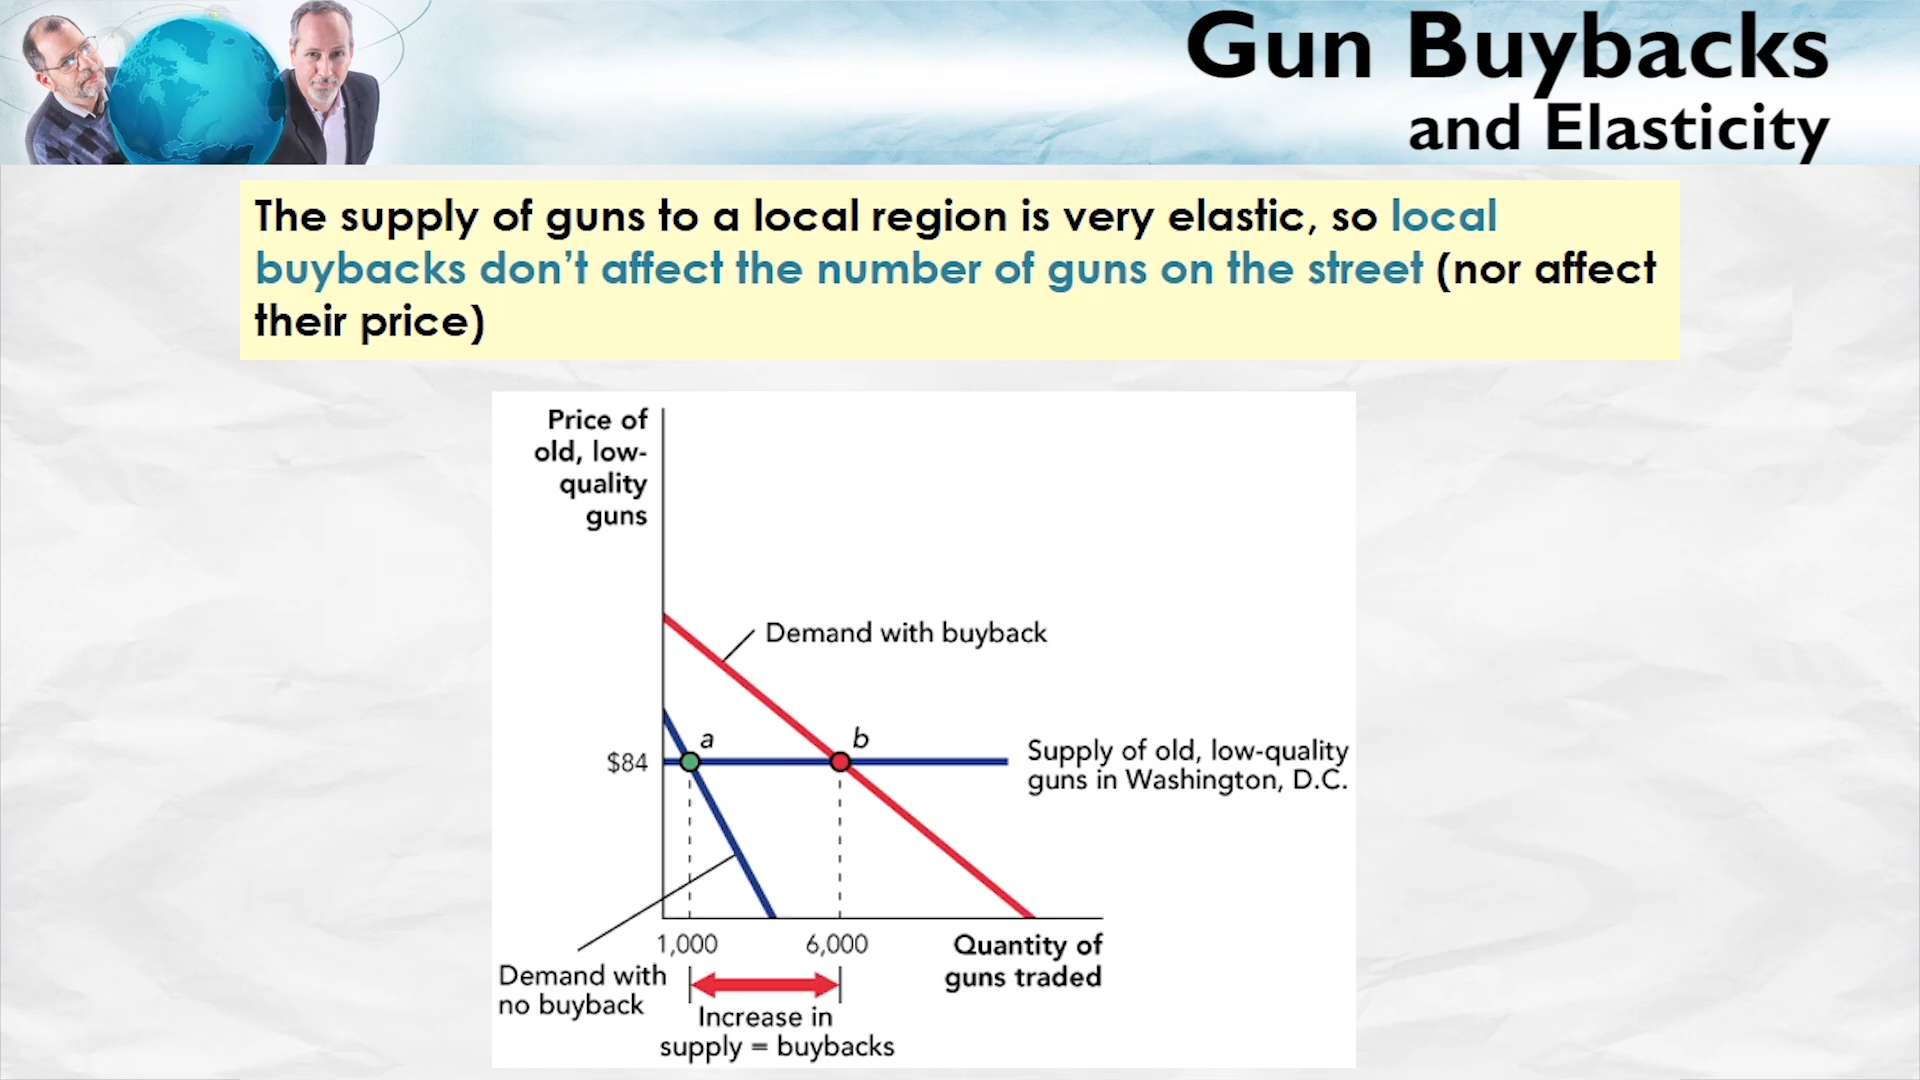 Gun Buybacks
and Elasticity
The supply of guns to a local region is very elastic, so local
buybacks don't affect the number of guns on the street (nor affect
their price)
Price of
old, low-
quality
guns
Demand with buyback
a
b
$84
Supply of old, low-quality
guns in Washington, D.C.
1,000
6,000
Quantity of
guns traded
Demand with
no buyback
Increase in
supply = buybacks